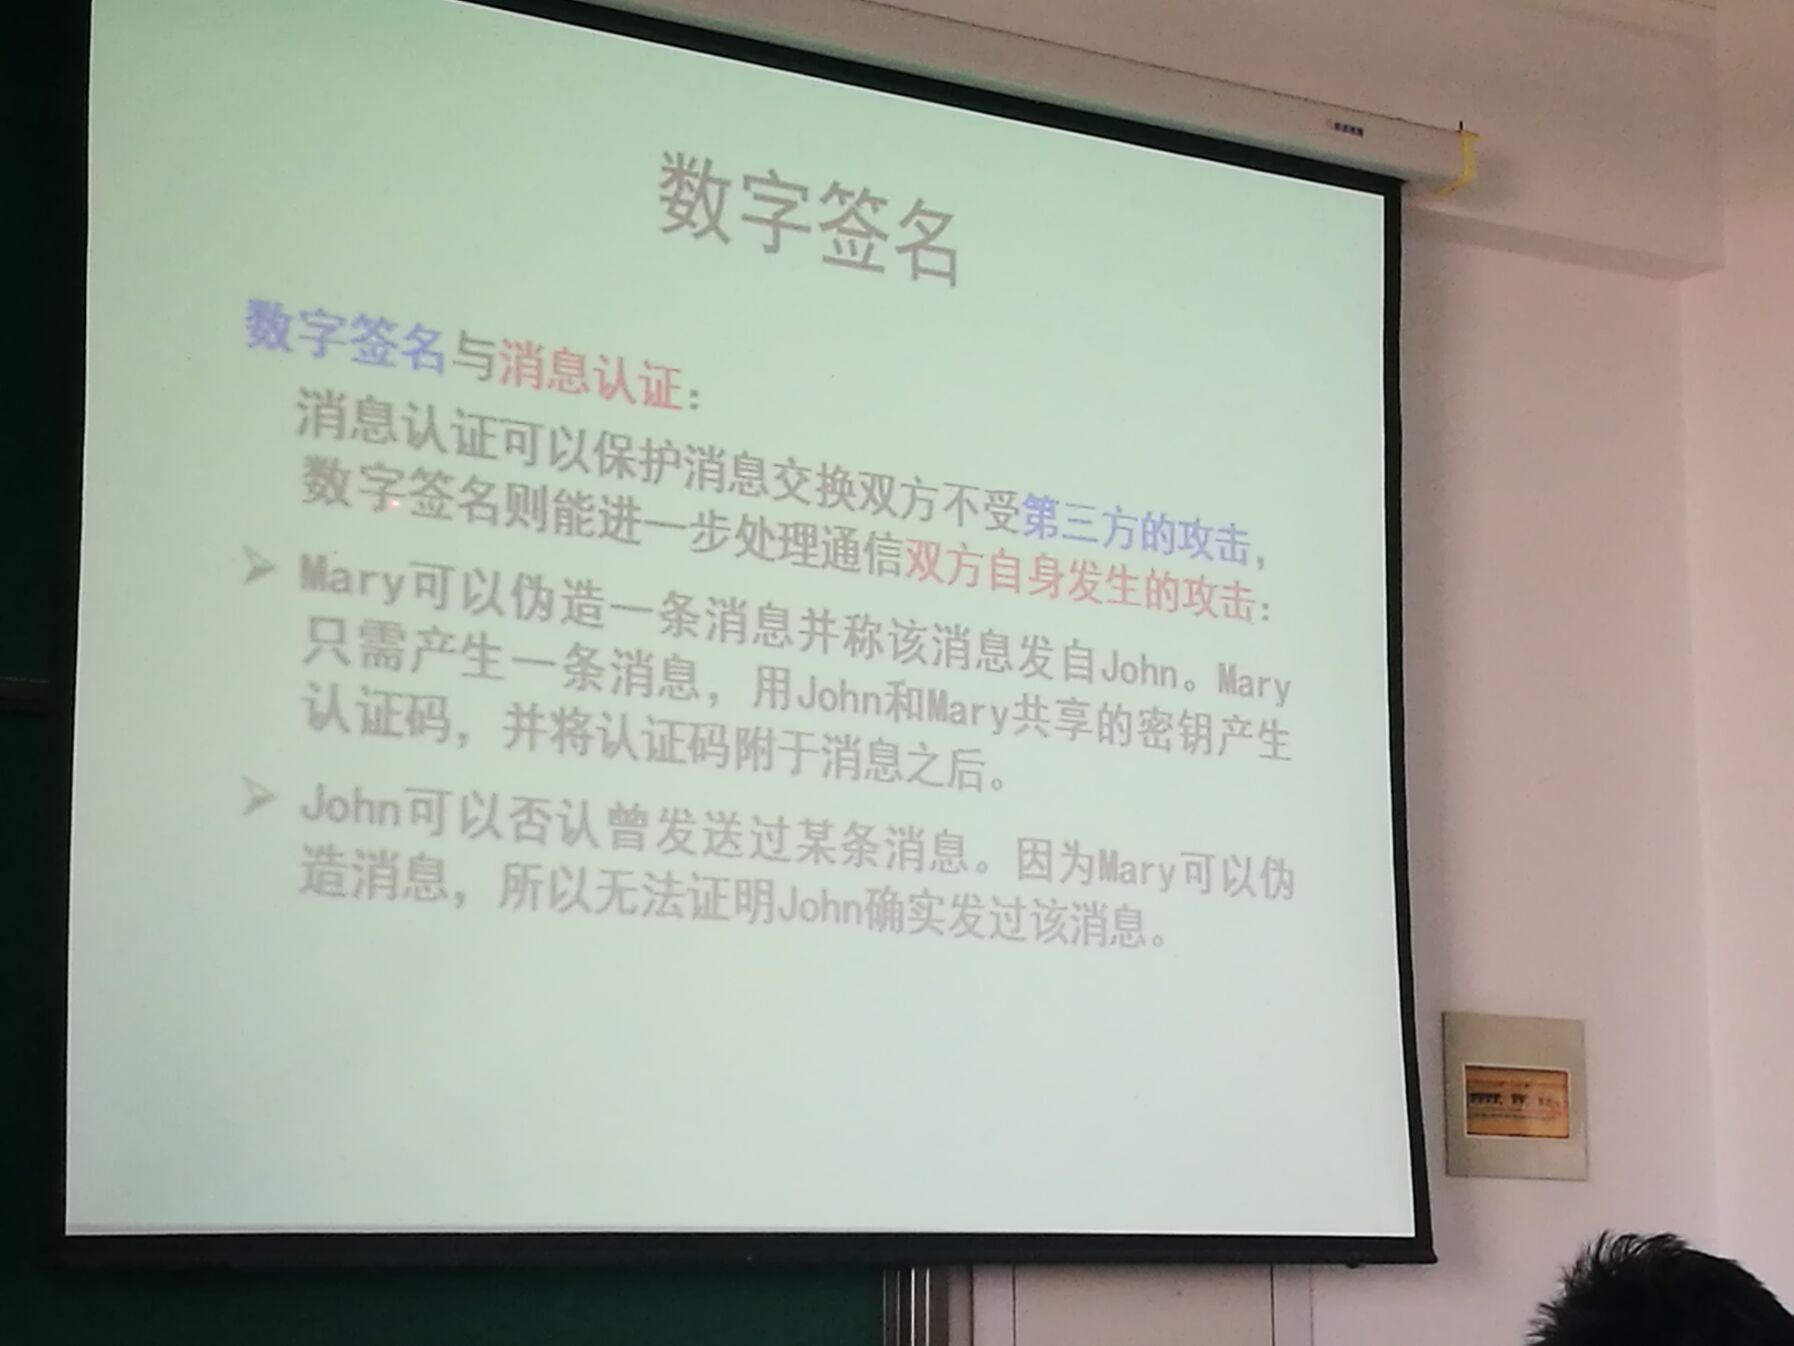 数字签名
数字签名与消息认证：
消息认证可以保护消息交换双方不受第三方的攻击，
数字签名则能进一步处理通信双方自身发生的攻击：
➢ Mary可以伪造一条消息并称该消息发自John。Mary
只需产生一条消息，用John和Mary共享的密钥产生
认证码，并将认证码附于消息之后。
➢ John可以否认曾发送过某条消息。因为Mary可以伪
造消息，所以无法证明John确实发过该消息。